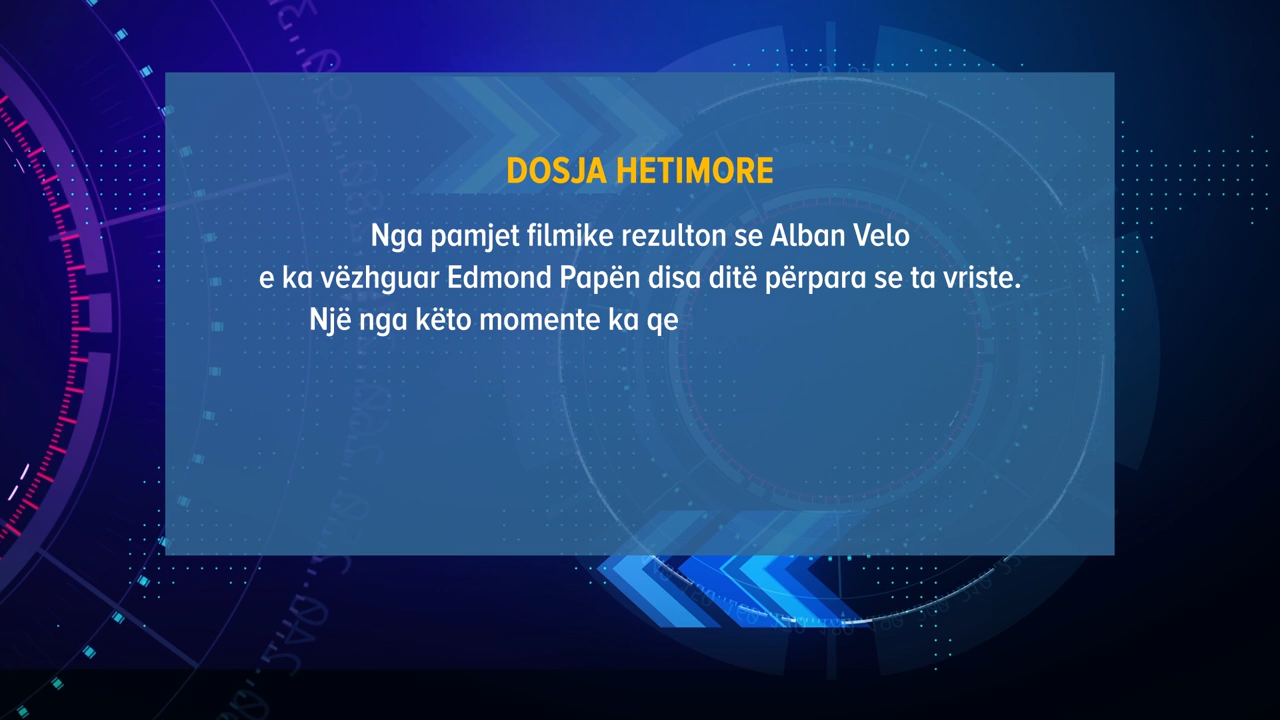 DOSJA HETIMORE
Nga pamjet filmike rezulton se Alban Velo
e ka vëzhguar Edmond Papën disa ditë përpara se ta vriste.
Një nga këto momente ka qe